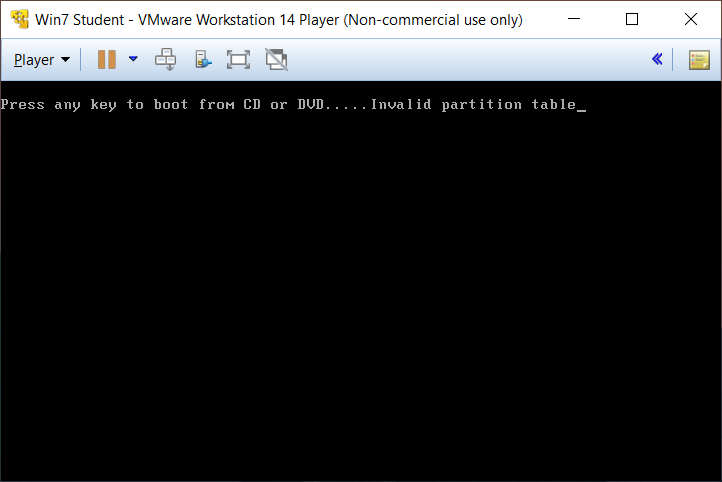 Win7 Student - VMware Workstation 14 Player (Non-commercial use only)
Player
Press any key to boot from CD or DVD.....Invalid partition table_